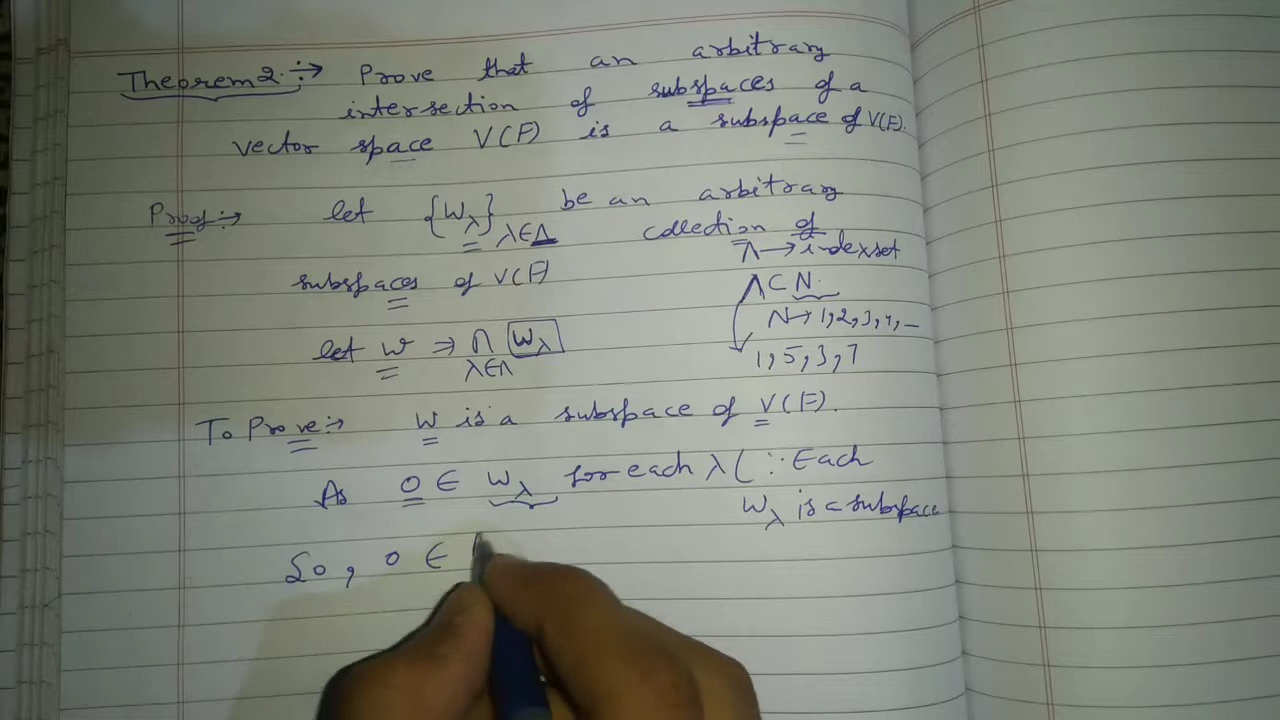 Theorem 2 :→ Prove that an arbitrary
intersection of subspaces of a
vector space V(F) is a subspace of V(F).
Proof :→ let {Wλ} λ∈Λ be an arbitrary
collection of
Λ → indexset
subspaces of V(F)
Λ ⊂ N
N → 1, 2, 3, 4, —
let W ⇒ ∩ λ∈Λ Wλ
1, 5, 3, 7
To Prove :→ W is a subspace of V(F).
As 0 ∈ Wλ for each λ ( ∵ Each
Wλ is a subspace
So, 0 ∈